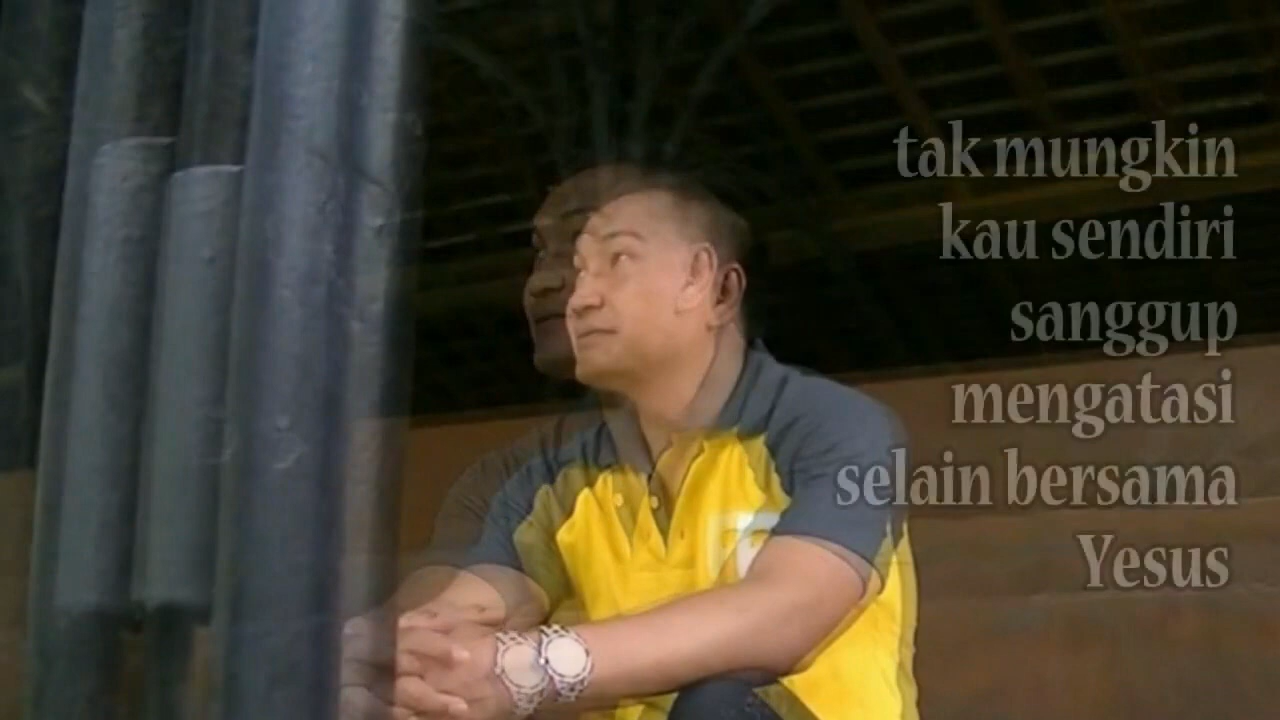 tak mungkin
kau sendiri
sanggup
mengatasi
selain bersama
Yesus